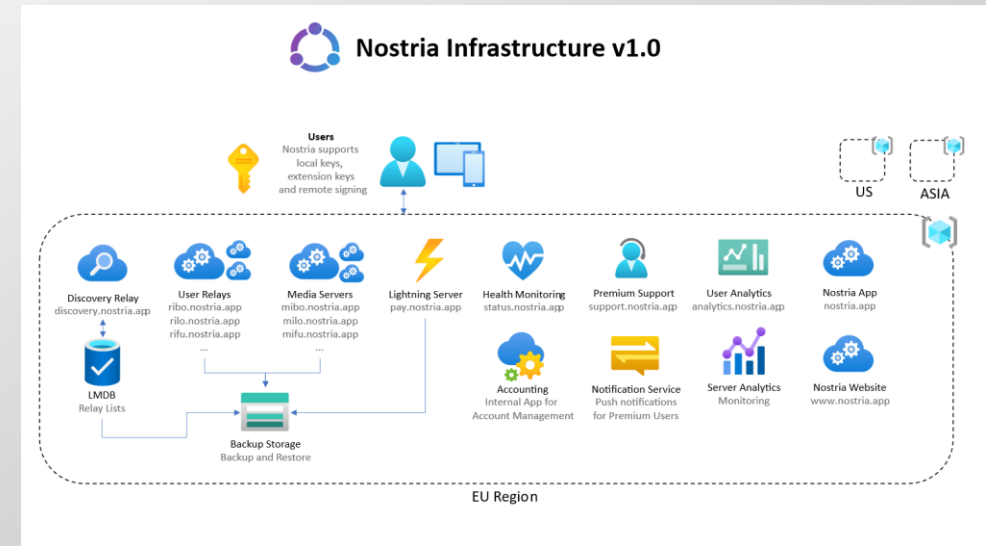 Nostria Infrastructure v1.0
Users
Nostria supports
local keys,
extension keys
and remote signing
US
ASIA
Discovery Relay
discovery.nostria.app
User Relays
ribo.nostria.app
rilo.nostria.app
rifu.nostria.app
...
Media Servers
mibo.nostria.app
milo.nostria.app
mifu.nostria.app
...
Lightning Server
pay.nostria.app
Health Monitoring
status.nostria.app
Premium Support
support.nostria.app
User Analytics
analytics.nostria.app
Nostria App
nostria.app
LMDB
Relay Lists
Accounting
Internal App for
Account Management
Notification Service
Push notifications
for Premium Users
Server Analytics
Monitoring
Nostria Website
www.nostria.app
Backup Storage
Backup and Restore
EU Region